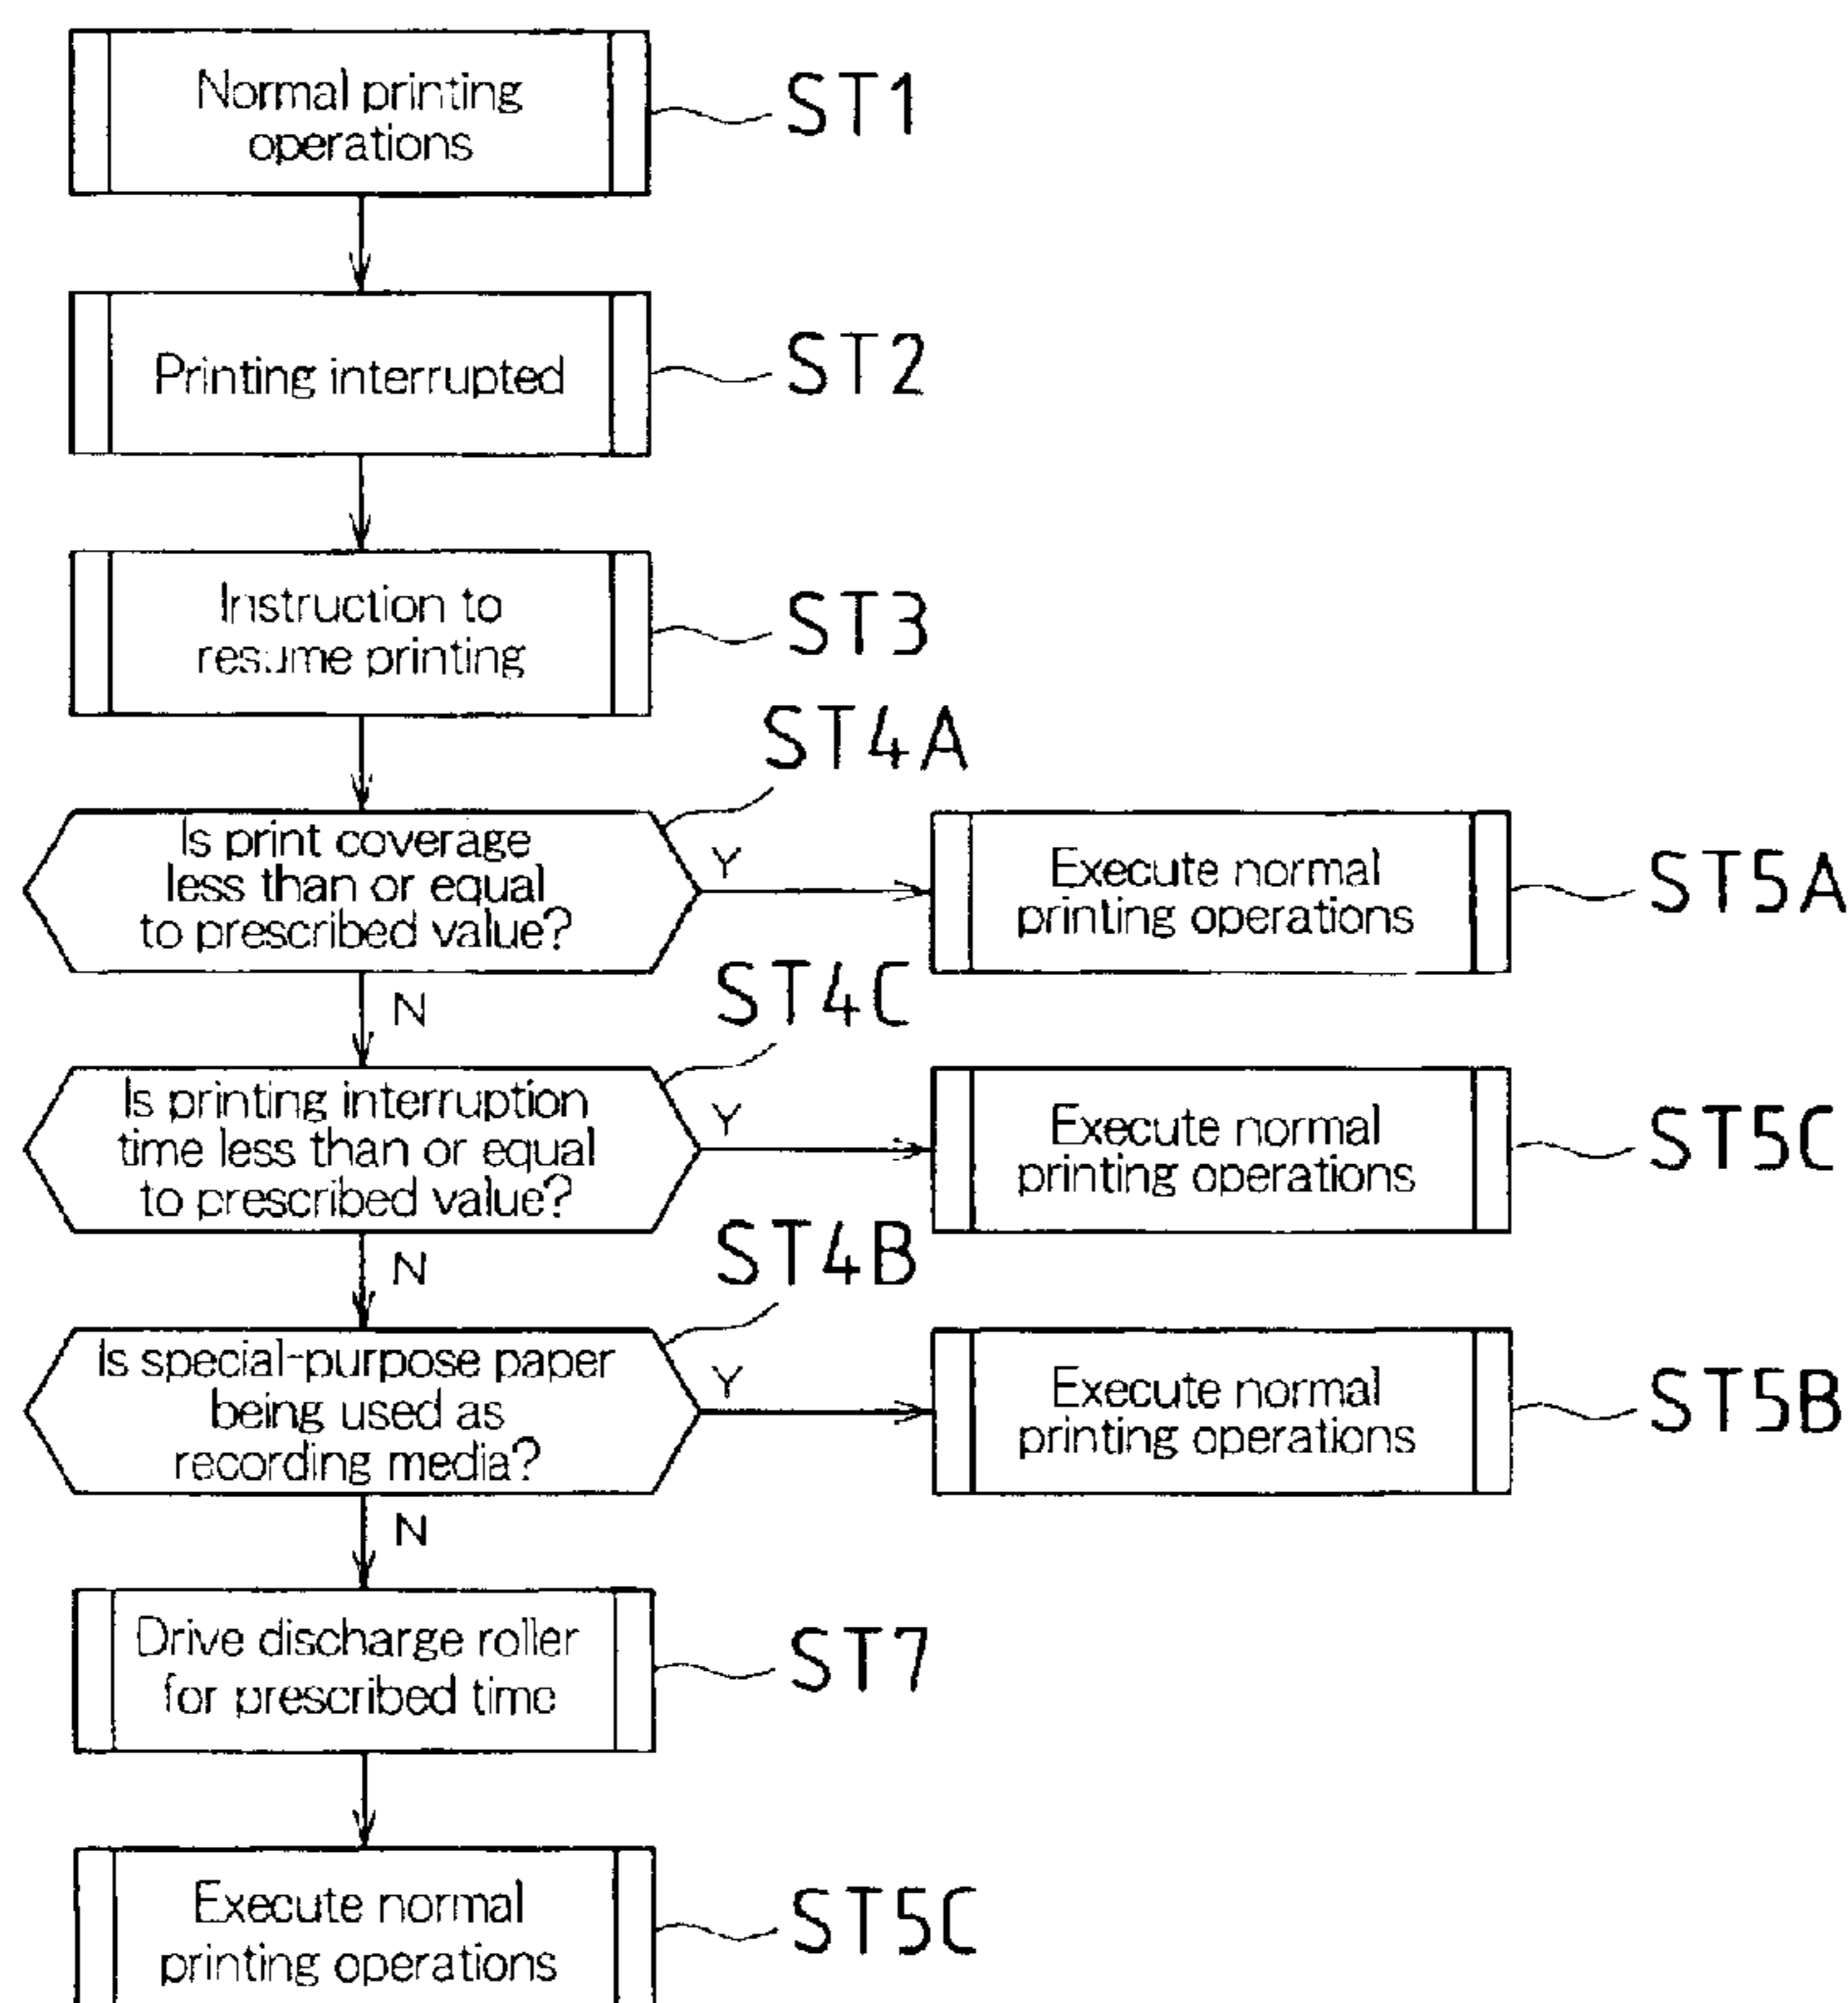 Normal printing
operations
ST1
Printing interrupted
ST2
Instruction to
resume printing
ST3
ST4A
Is print coverage
less than or equal
to prescribed value?
Y
Execute normal
printing operations
ST5A
N
ST4C
Is printing interruption
time less than or equal
to prescribed value?
Y
Execute normal
printing operations
ST5C
N
ST4B
Is special-purpose paper
being used as
recording media?
Y
Execute normal
printing operations
ST5B
N
Drive discharge roller
for prescribed time
ST7
Execute normal
printing operations
ST5C